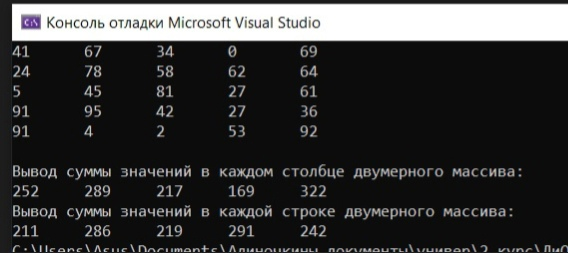 Консоль отладки Microsoft Visual Studio
41 67 34 0 69
24 78 58 62 64
5 45 81 27 61
91 95 42 27 36
91 4 2 53 92
Вывод суммы значений в каждом столбце двумерного массива:
252 289 217 169 322
Вывод суммы значений в каждой строке двумерного массива:
211 286 219 291 242
C:\Users\Asus\Documents\Алиночкины документы\универ\2 курс\ЛиО